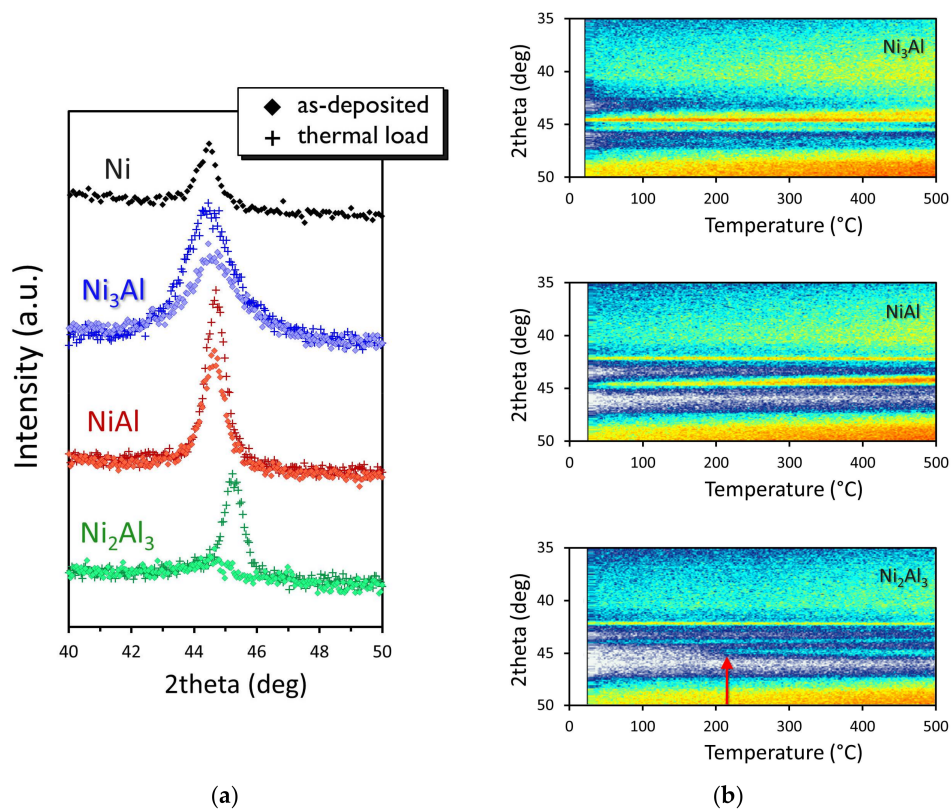 as-deposited
thermal load
Ni
Ni₃Al
NiAl
Ni₂Al₃
Intensity (a.u.)
40 42 44 46 48 50
2theta (deg)
(a)
35
40
45
50
2theta (deg)
Ni₃Al
0 100 200 300 400 500
Temperature (°C)
35
40
45
50
2theta (deg)
NiAl
0 100 200 300 400 500
Temperature (°C)
35
40
45
50
2theta (deg)
Ni₂Al₃
0 100 200 300 400 500
Temperature (°C)
(b)